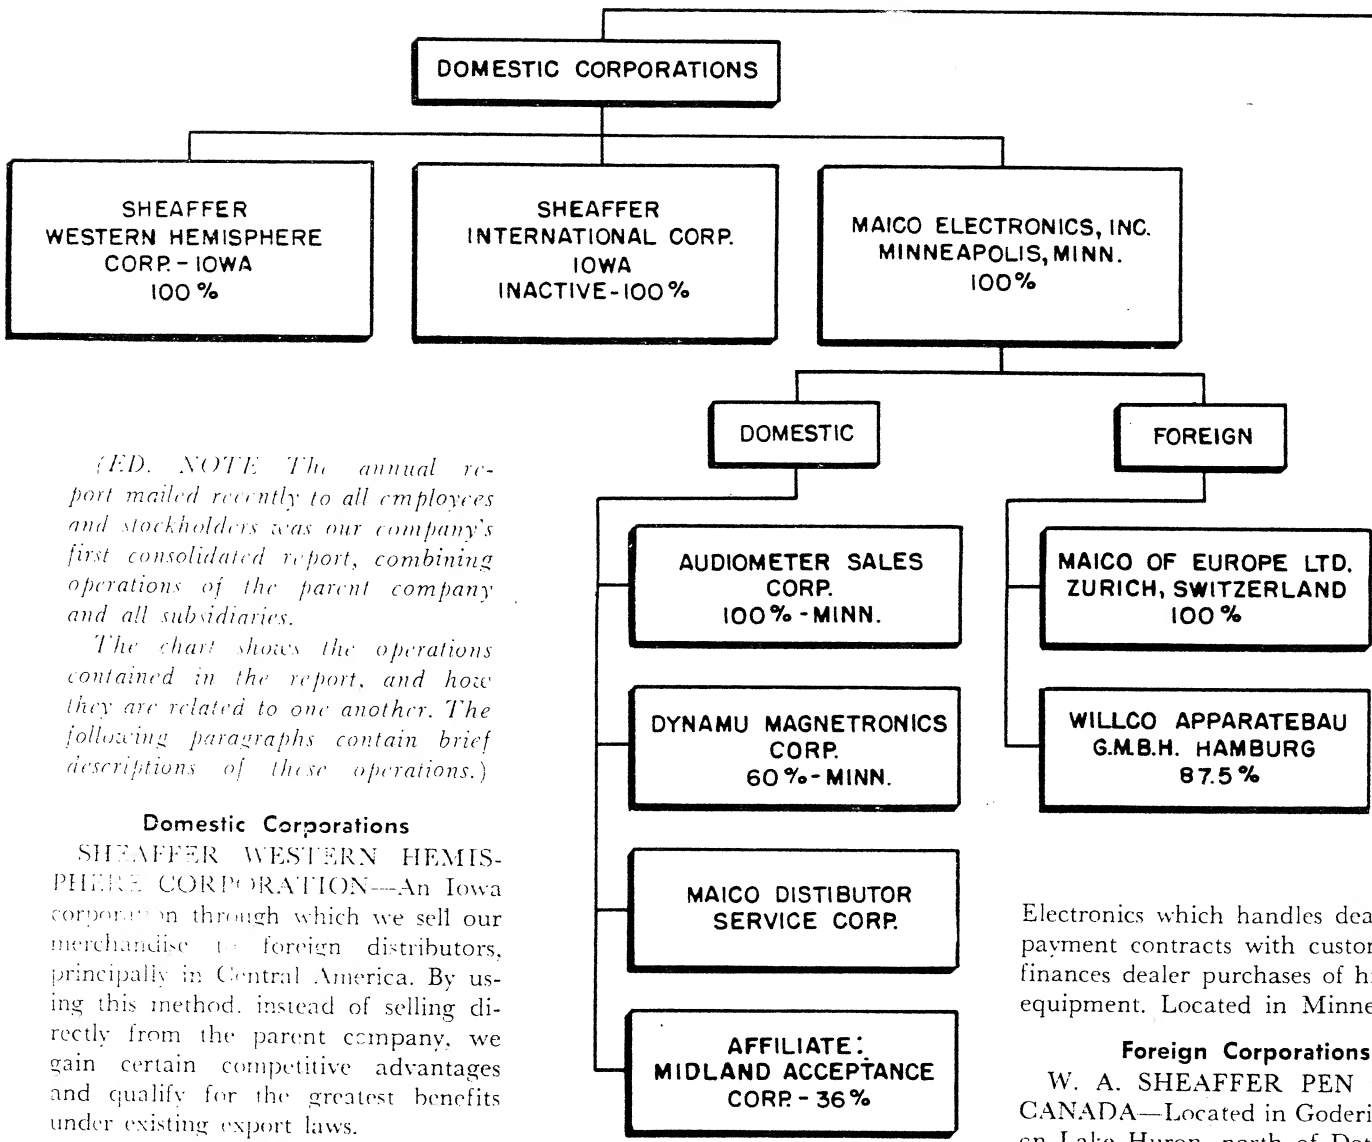 DOMESTIC CORPORATIONS
SHEAFFER
WESTERN HEMISPHERE
CORP. - IOWA
100 %
SHEAFFER
INTERNATIONAL CORP.
IOWA
INACTIVE - 100 %
MAICO ELECTRONICS, INC.
MINNEAPOLIS, MINN.
100 %
DOMESTIC
FOREIGN
AUDIOMETER SALES
CORP.
100 % - MINN.
DYNAMU MAGNETRONICS
CORP.
60 % - MINN.
MAICO DISTIBUTOR
SERVICE CORP.
AFFILIATE:
MIDLAND ACCEPTANCE
CORP. - 36 %
MAICO OF EUROPE LTD.
ZURICH, SWITZERLAND
100 %
WILLCO APPARATEBAU
G.M.B.H. HAMBURG
87.5 %
(ED. NOTE The annual re-
port mailed recently to all employees
and stockholders was our company's
first consolidated report, combining
operations of the parent company
and all subsidiaries.
The chart shows the operations
contained in the report, and how
they are related to one another. The
following paragraphs contain brief
descriptions of these operations.)
Domestic Corporations
SHEAFFER WESTERN HEMIS-
PHERE CORPORATION—An Iowa
corporation through which we sell our
merchandise to foreign distributors,
principally in Central America. By us-
ing this method, instead of selling di-
rectly from the parent company, we
gain certain competitive advantages
and qualify for the greatest benefits
under existing export laws.
Electronics which handles
payment contracts with
finances dealer purchases of
equipment. Located in
Foreign Corporations
W. A. SHEAFFER PEN
CANADA—Located in
on Lake Huron, north of